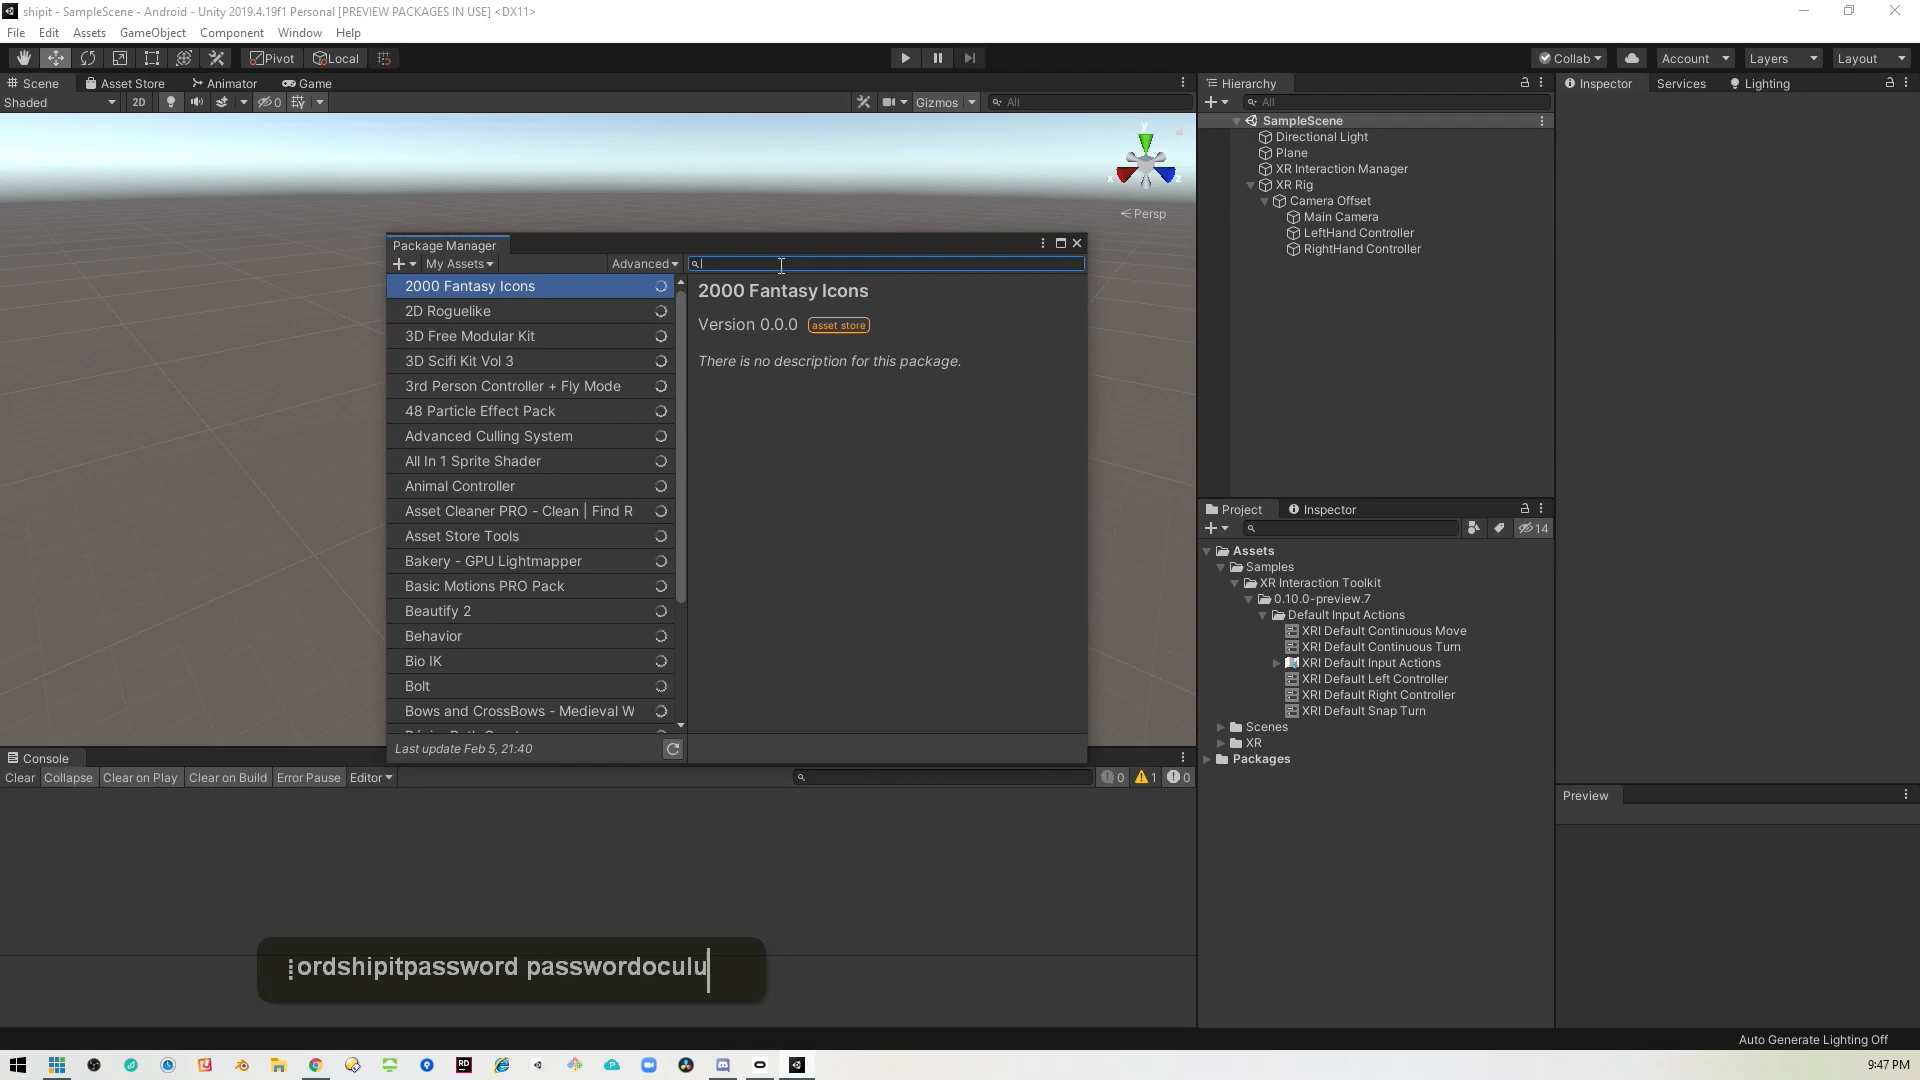 shipit - SampleScene - Android - Unity 2019.4.19f1 Personal [PREVIEW PACKAGES IN USE] <DX11>
File Edit Assets GameObject Component Window Help
Pivot Local Collab Account Layers Layout
Scene Asset Store Animator Game
Shaded 2D 0 Gizmos All
y
x
z
Persp
Package Manager
My Assets Advanced
2000 Fantasy Icons
2D Roguelike
3D Free Modular Kit
3D Scifi Kit Vol 3
3rd Person Controller + Fly Mode
48 Particle Effect Pack
Advanced Culling System
All In 1 Sprite Shader
Animal Controller
Asset Cleaner PRO - Clean | Find R
Asset Store Tools
Bakery - GPU Lightmapper
Basic Motions PRO Pack
Beautify 2
Behavior
Bio IK
Bolt
Bows and CrossBows - Medieval W
Last update Feb 5, 21:40
2000 Fantasy Icons
Version 0.0.0 asset store
There is no description for this package.
Hierarchy
All
SampleScene
Directional Light
Plane
XR Interaction Manager
XR Rig
Camera Offset
Main Camera
LeftHand Controller
RightHand Controller
Project Inspector
14
Assets
Samples
XR Interaction Toolkit
0.10.0-preview.7
Default Input Actions
XRI Default Continuous Move
XRI Default Continuous Turn
XRI Default Input Actions
XRI Default Left Controller
XRI Default Right Controller
XRI Default Snap Turn
Scenes
XR
Packages
Inspector Services Lighting
Preview
Console
Clear Collapse Clear on Play Clear on Build Error Pause Editor 0 1 0
ordshipitpassword passwordoculu
Auto Generate Lighting Off
RD
9:47 PM